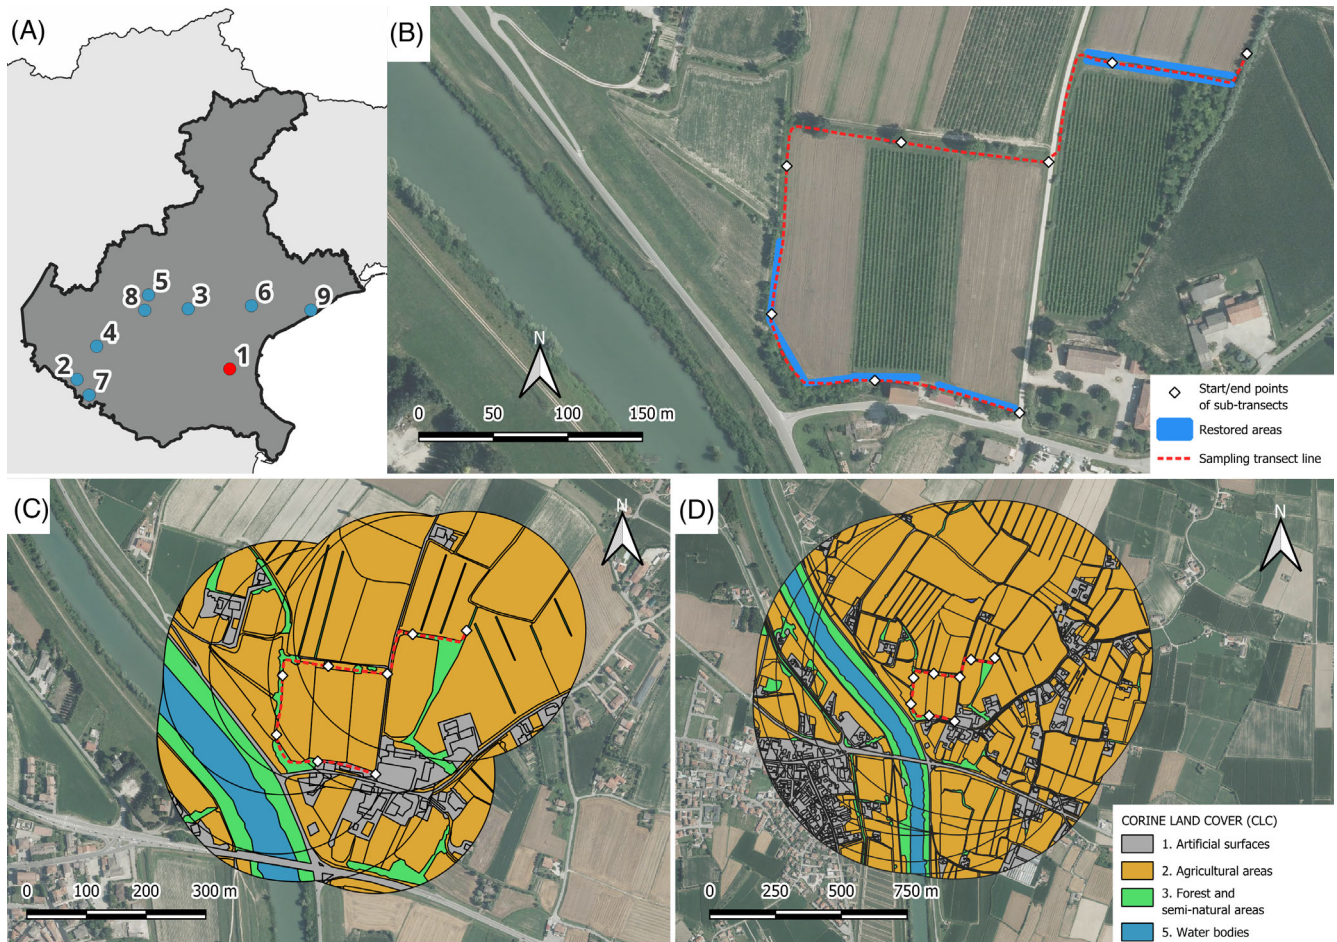 (A)
5
8
3
6
9
4
2
7
1
(B)
N
0 50 100 150 m
Start/end points
of sub-transects
Restored areas
Sampling transect line
(C)
N
0 100 200 300 m
(D)
N
0 250 500 750 m
CORINE LAND COVER (CLC)
1. Artificial surfaces
2. Agricultural areas
3. Forest and
semi-natural areas
5. Water bodies